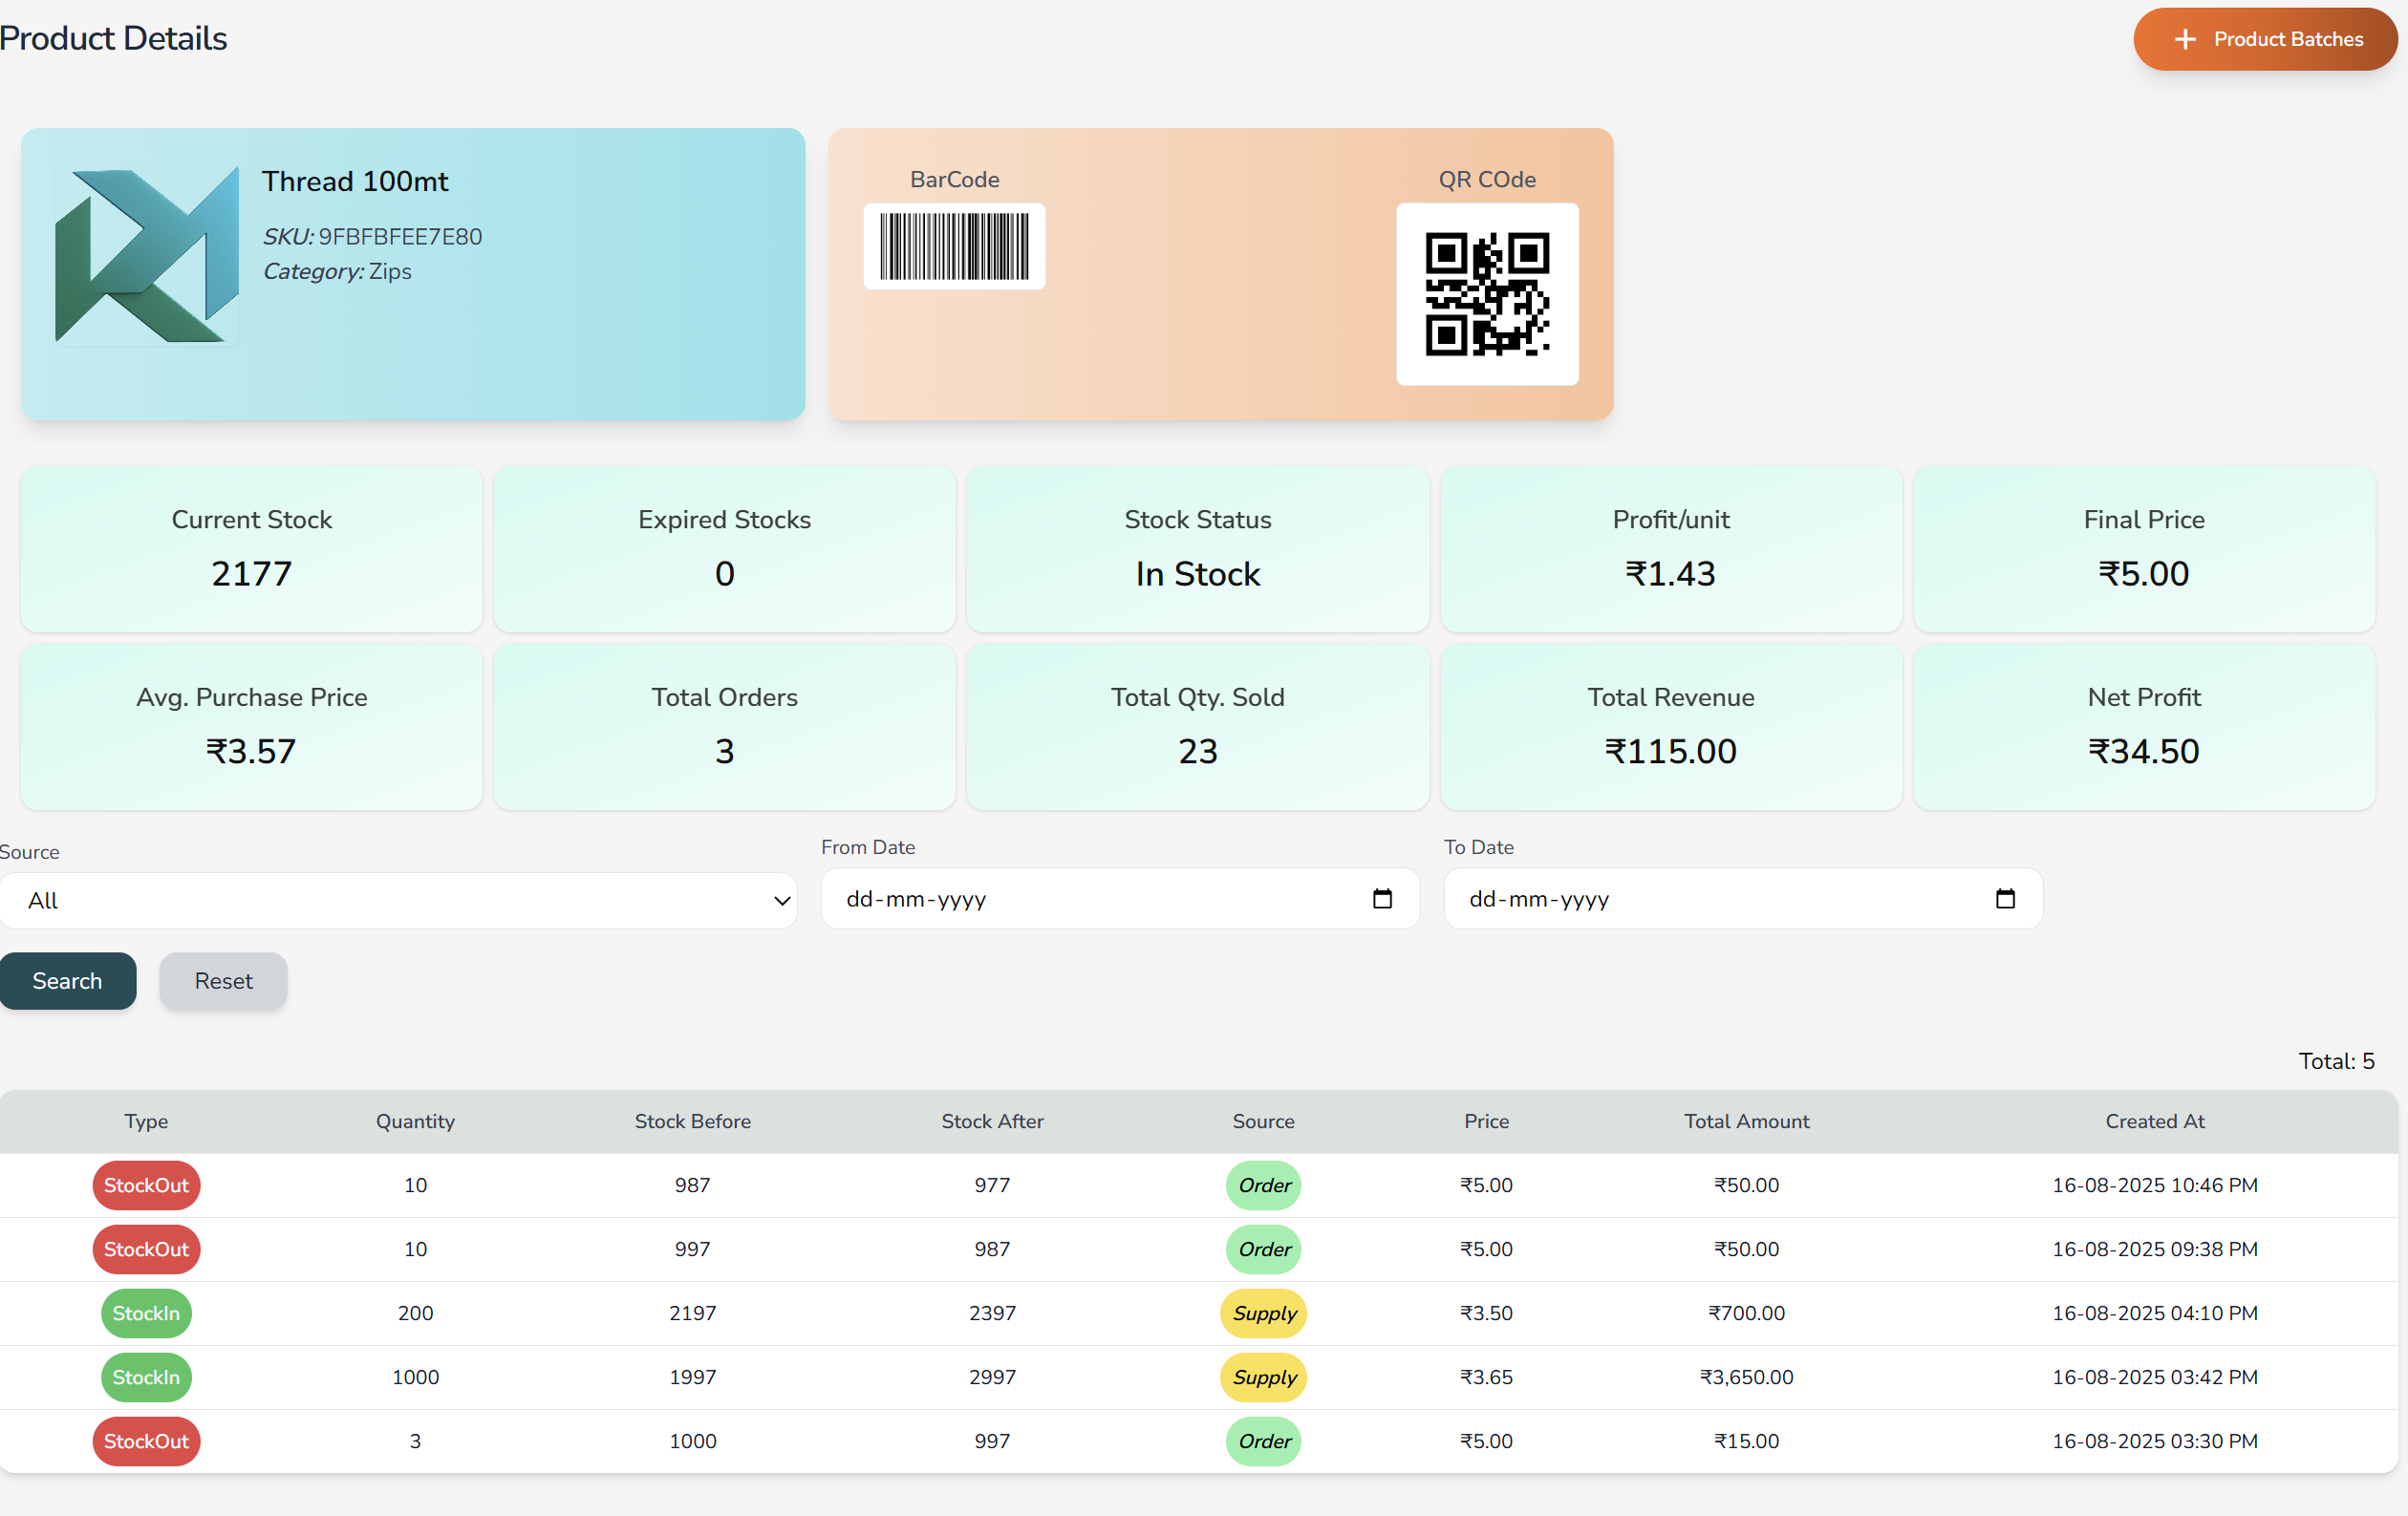 Product Details
+ Product Batches
Thread 100mt
SKU: 9FBFBFEE7E80
Category: Zips
BarCode
QR COde
Current Stock
2177
Expired Stocks
0
Stock Status
In Stock
Profit/unit
₹1.43
Final Price
₹5.00
Avg. Purchase Price
₹3.57
Total Orders
3
Total Qty. Sold
23
Total Revenue
₹115.00
Net Profit
₹34.50
Source
All
From Date
dd-mm-yyyy
To Date
dd-mm-yyyy
Search
Reset
Total: 5
Type Quantity Stock Before Stock After Source Price Total Amount Created At
StockOut 10 987 977 Order ₹5.00 ₹50.00 16-08-2025 10:46 PM
StockOut 10 997 987 Order ₹5.00 ₹50.00 16-08-2025 09:38 PM
StockIn 200 2197 2397 Supply ₹3.50 ₹700.00 16-08-2025 04:10 PM
StockIn 1000 1997 2997 Supply ₹3.65 ₹3,650.00 16-08-2025 03:42 PM
StockOut 3 1000 997 Order ₹5.00 ₹15.00 16-08-2025 03:30 PM